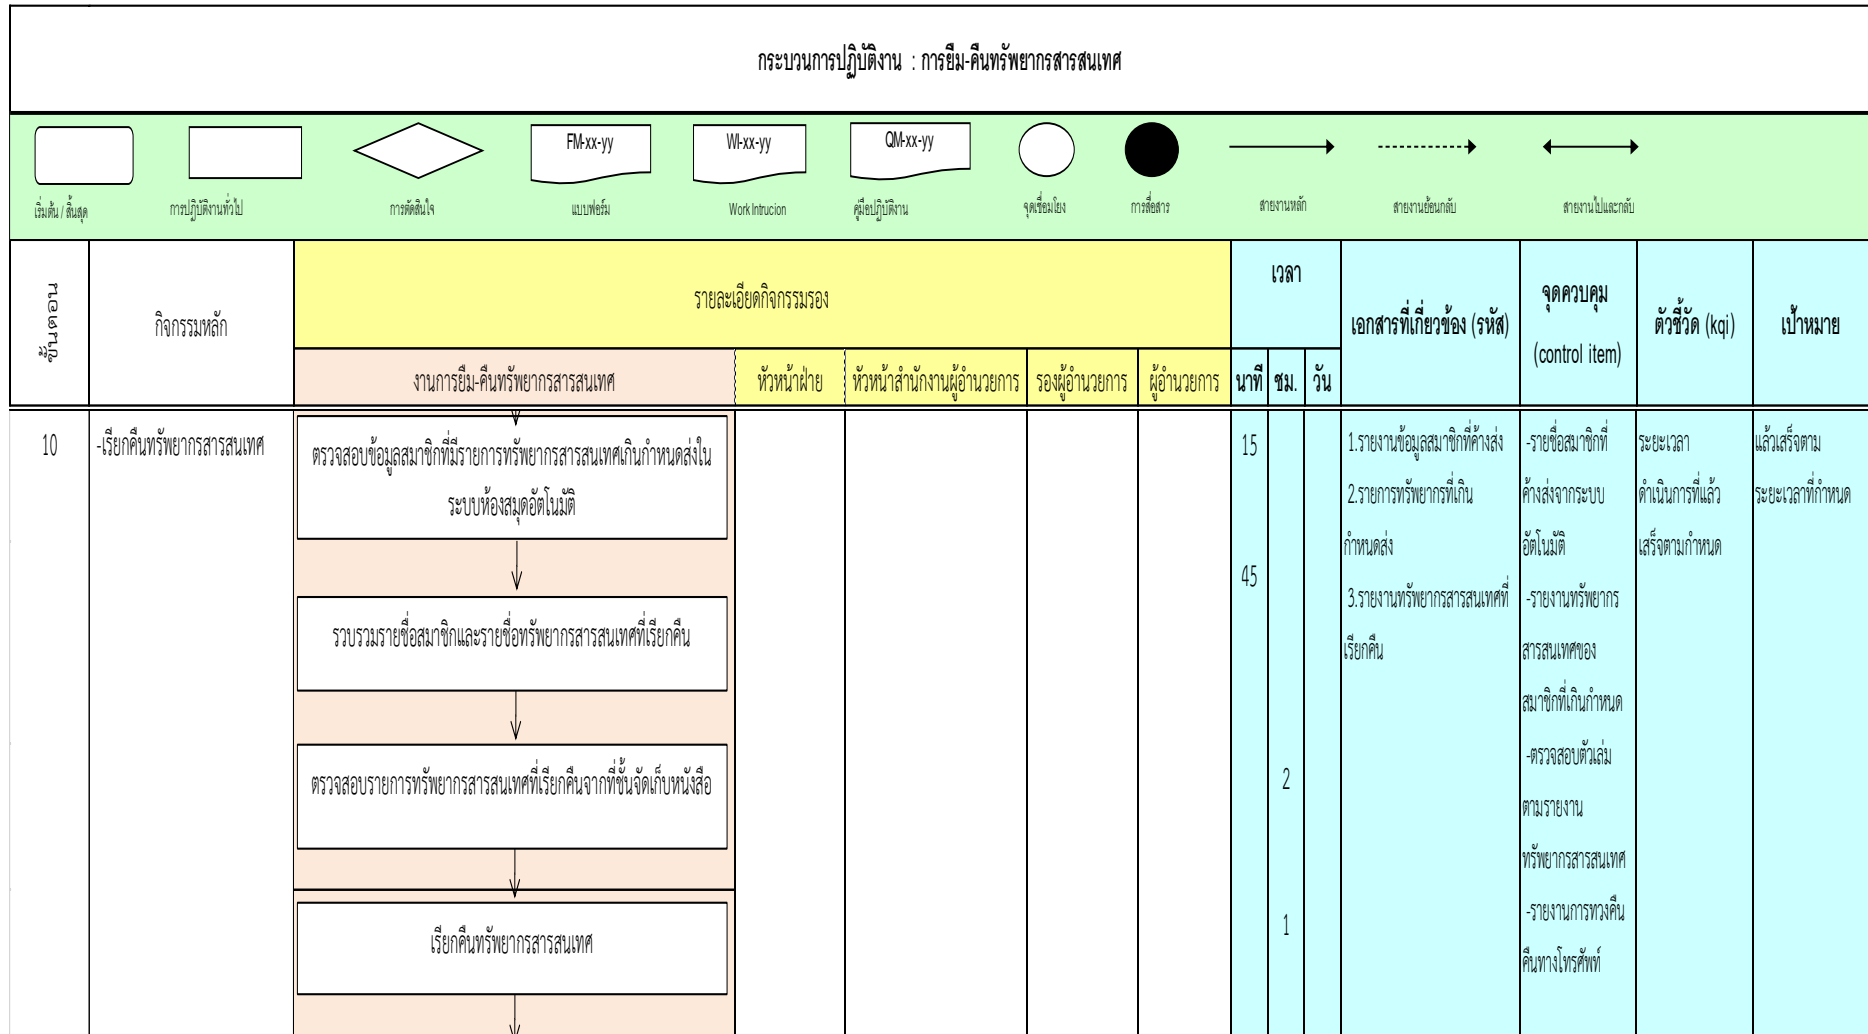 กระบวนการปฏิบัติงาน : การยืม-คืนทรัพยากรสารสนเทศ
FM-xx-yy
WI-xx-yy
QM-xx-yy
เริ่มต้น / สิ้นสุด
การปฏิบัติงานทั่วไป
การตัดสินใจ
แบบฟอร์ม
Work Intrucion
คู่มือปฏิบัติงาน
จุดเชื่อมโยง
การสื่อสาร
สายงานหลัก
สายงานย้อนกลับ
สายงานไปและกลับ
ขั้นตอน
กิจกรรมหลัก
รายละเอียดกิจกรรมรอง
เวลา
เอกสารที่เกี่ยวข้อง (รหัส)
จุดควบคุม
(control item)
ตัวชี้วัด (kqi)
เป้าหมาย
งานการยืม-คืนทรัพยากรสารสนเทศ
หัวหน้าฝ่าย
หัวหน้าสำนักงานผู้อำนวยการ
รองผู้อำนวยการ
ผู้อำนวยการ
นาที
ชม.
วัน
10
-เรียกคืนทรัพยากรสารสนเทศ
ตรวจสอบข้อมูลสมาชิกที่มีรายการทรัพยากรสารสนเทศเกินกำหนดส่งใน
ระบบห้องสมุดอัตโนมัติ
รวบรวมรายชื่อสมาชิกและรายชื่อทรัพยากรสารสนเทศที่เรียกคืน
ตรวจสอบรายการทรัพยากรสารสนเทศที่เรียกคืนจากที่ชั้นจัดเก็บหนังสือ
เรียกคืนทรัพยากรสารสนเทศ
15
45
2
1
1.รายงานข้อมูลสมาชิกที่ค้างส่ง
2.รายการทรัพยากรที่เกิน
กำหนดส่ง
3.รายงานทรัพยากรสารสนเทศที่
เรียกคืน
-รายชื่อสมาชิกที่
ค้างส่งจากระบบ
อัตโนมัติ
-รายงานทรัพยากร
สารสนเทศของ
สมาชิกที่เกินกำหนด
-ตรวจสอบตัวเล่ม
ตามรายงาน
ทรัพยากรสารสนเทศ
-รายงานการทวงคืน
คืนทางโทรศัพท์
ระยะเวลา
ดำเนินการที่แล้ว
เสร็จตามกำหนด
แล้วเสร็จตาม
ระยะเวลาที่กำหนด